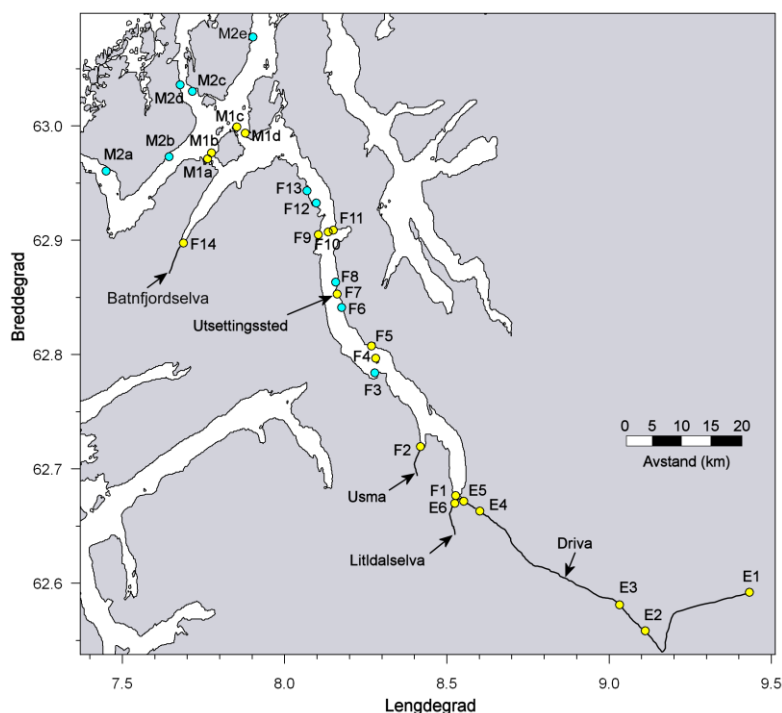 M2e
M2c
M2d
63.0
M1c
M1d
M2b
M1b
M2a
M1a
F13
F12
F11
62.9
F9
F10
F14
F8
Batnfjordselva
F7
F6
Utsettingssted
Breddegrad
F5
62.8
F4
F3
0 5 10 15 20
Avstand (km)
62.7
F2
Usma
F1
E5
E6
E4
Litldalselva
Driva
62.6
E3
E1
E2
7.5 8.0 8.5 9.0 9.5
Lengdegrad